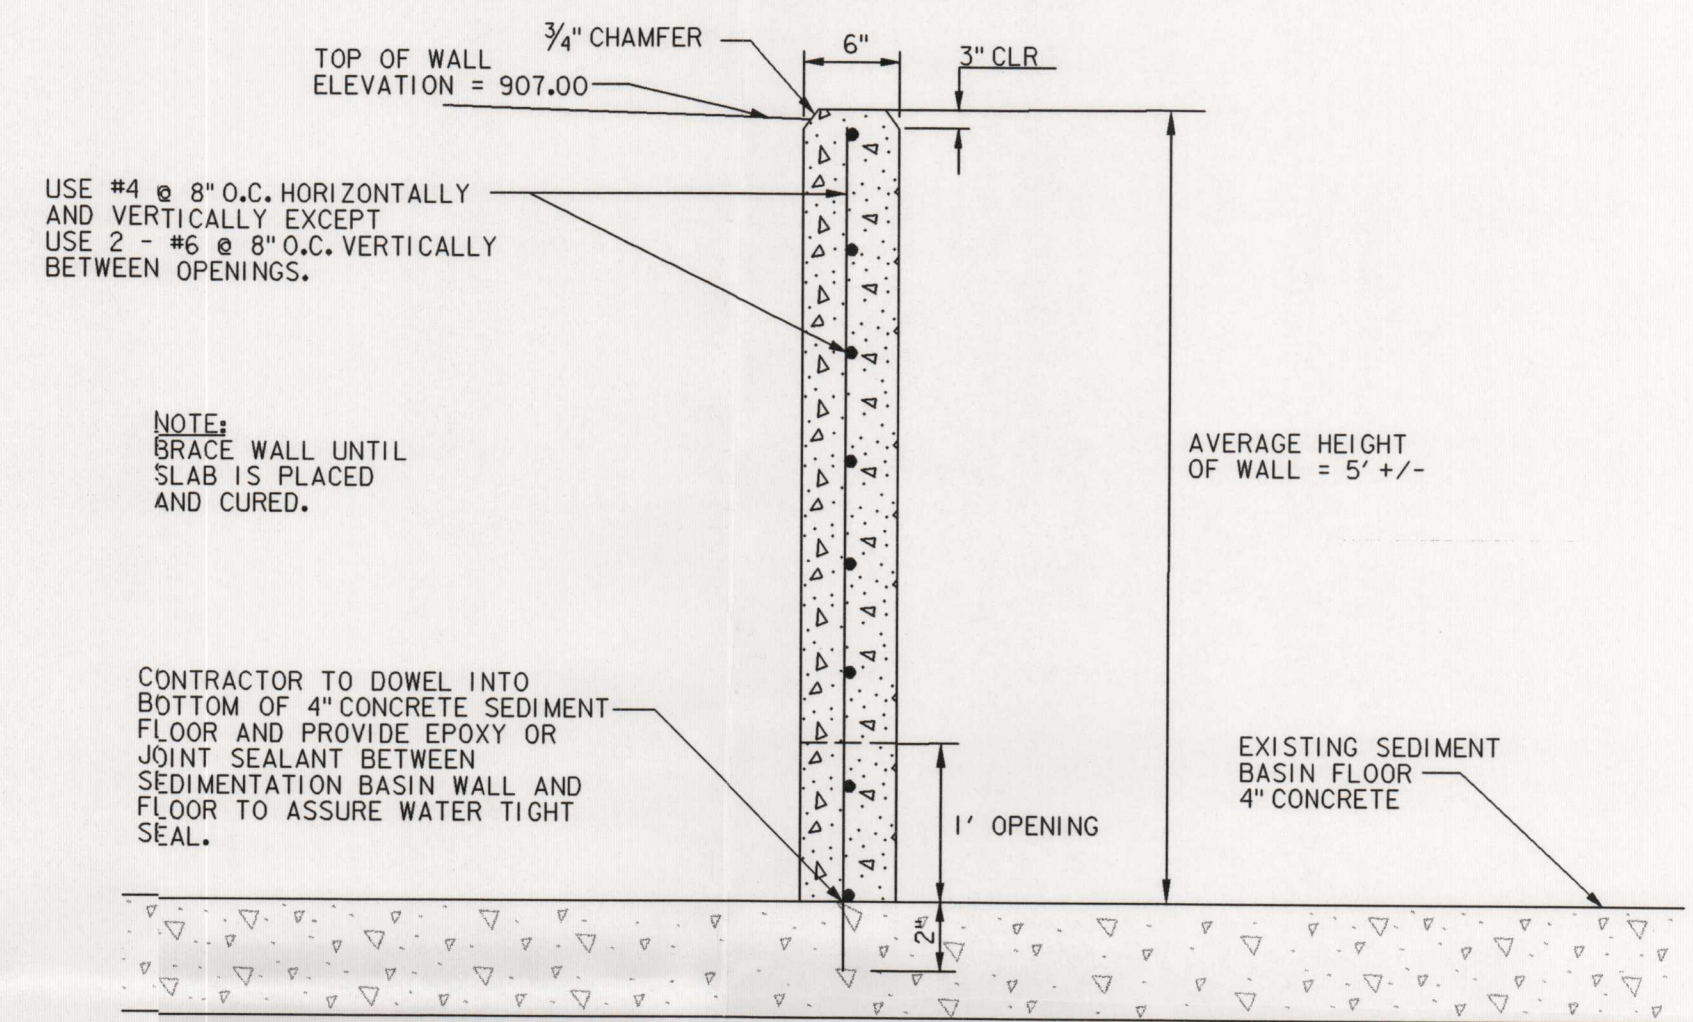 3/4" CHAMFER
TOP OF WALL
ELEVATION = 907.00
6"
3" CLR
USE #4 @ 8" O.C. HORIZONTALLY
AND VERTICALLY EXCEPT
USE 2 - #6 @ 8" O.C. VERTICALLY
BETWEEN OPENINGS.
NOTE:
BRACE WALL UNTIL
SLAB IS PLACED
AND CURED.
AVERAGE HEIGHT
OF WALL = 5' +/-
CONTRACTOR TO DOWEL INTO
BOTTOM OF 4" CONCRETE SEDIMENT
FLOOR AND PROVIDE EPOXY OR
JOINT SEALANT BETWEEN
SEDIMENTATION BASIN WALL AND
FLOOR TO ASSURE WATER TIGHT
SEAL.
EXISTING SEDIMENT
BASIN FLOOR
4" CONCRETE
1' OPENING
2"